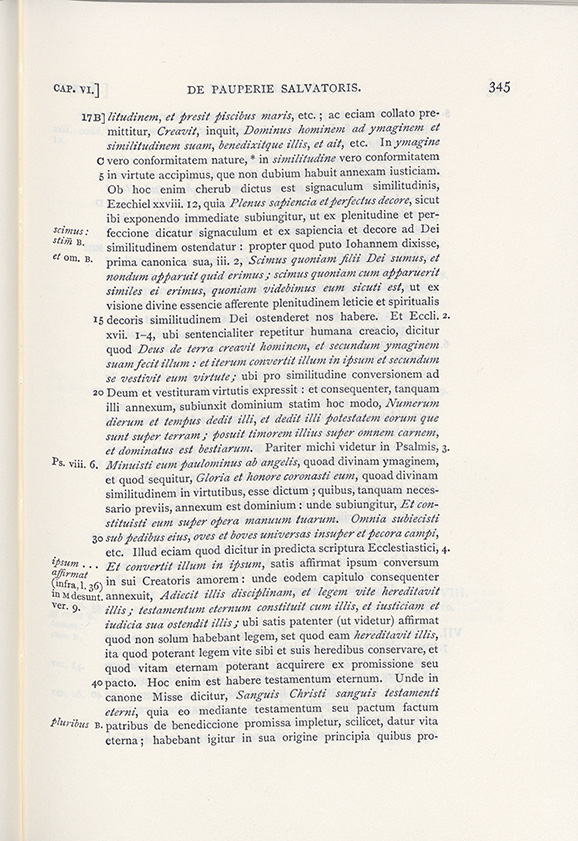 CAP. VI.] DE PAUPERIE SALVATORIS. 345
17 B] litudinem, et presit piscibus maris, etc. ; ac eciam collato pre-
mittitur, Creavit, inquit, Dominus hominem ad ymaginem et
similitudinem suam, benedixitque illis, et ait, etc. In ymagine
C vero conformitatem nature, * in similitudine vero conformitatem
5 in virtute accipimus, que non dubium habuit annexam iusticiam.
Ob hoc enim cherub dictus est signaculum similitudinis,
Ezechiel xxviii. 12, quia Plenus sapiencia et perfectus decore, sicut
ibi exponendo immediate subiungitur, ut ex plenitudine et per-
scimus : feccione dicatur signaculum et ex sapiencia et decore ad Dei
stim̄ B. similitudinem ostendatur : propter quod puto Iohannem dixisse,
et om. B. prima canonica sua, iii. 2, Scimus quoniam filii Dei sumus, et
nondum apparuit quid erimus ; scimus quoniam cum apparuerit
similes ei erimus, quoniam videbimus eum sicuti est, ut ex
visione divine essencie afferente plenitudinem leticie et spiritualis
15 decoris similitudinem Dei ostenderet nos habere. Et Eccli. 2.
xvii. 1–4, ubi sentencialiter repetitur humana creacio, dicitur
quod Deus de terra creavit hominem, et secundum ymaginem
suam fecit illum : et iterum convertit illum in ipsum et secundum
se vestivit eum virtute ; ubi pro similitudine conversionem ad
20 Deum et vestituram virtutis expressit : et consequenter, tanquam
illi annexum, subiunxit dominium statim hoc modo, Numerum
dierum et tempus dedit illi, et dedit illi potestatem eorum que
sunt super terram ; posuit timorem illius super omnem carnem,
et dominatus est bestiarum. Pariter michi videtur in Psalmis, 3.
Ps. viii. 6. Minuisti eum paulominus ab angelis, quoad divinam ymaginem,
et quod sequitur, Gloria et honore coronasti eum, quoad divinam
similitudinem in virtutibus, esse dictum ; quibus, tanquam neces-
sario previis, annexum est dominium : unde subiungitur, Et con-
stituisti eum super opera manuum tuarum. Omnia subiecisti
30 sub pedibus eius, oves et boves universas insuper et pecora campi,
etc. Illud eciam quod dicitur in predicta scriptura Ecclesiastici, 4.
ipsum . . . Et convertit illum in ipsum, satis affirmat ipsum conversum
affirmat
(infra, l. 36) in sui Creatoris amorem : unde eodem capitulo consequenter
in M desunt. annexuit, Adiecit illis disciplinam, et legem vite hereditavit
ver. 9. illis ; testamentum eternum constituit cum illis, et iusticiam et
iudicia sua ostendit illis ; ubi satis patenter (ut videtur) affirmat
quod non solum habebant legem, set quod eam hereditavit illis,
ita quod poterant legem vite sibi et suis heredibus conservare, et
quod vitam eternam poterant acquirere ex promissione seu
40 pacto. Hoc enim est habere testamentum eternum. Unde in
canone Misse dicitur, Sanguis Christi sanguis testamenti
eterni, quia eo mediante testamentum seu pactum factum
pluribus B. patribus de benediccione promissa impletur, scilicet, datur vita
eterna ; habebant igitur in sua origine principia quibus pro-